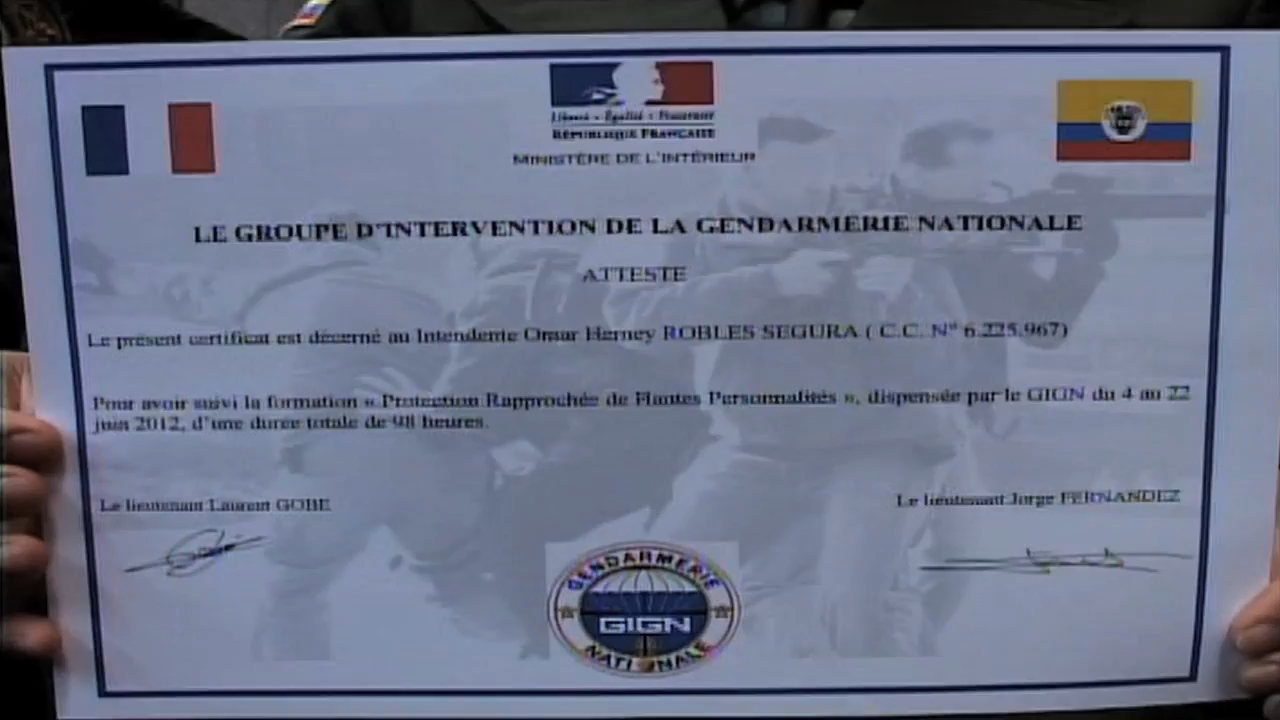 Liberté • Égalité • Fraternité
RÉPUBLIQUE FRANÇAISE
MINISTÈRE DE L'INTÉRIEUR
LE GROUPE D'INTERVENTION DE LA GENDARMERIE NATIONALE
ATTESTE
Le présent certificat est décerné au Intendente Omar Herney ROBLES SEGURA ( C.C. N° 6.225.967)
Pour avoir suivi la formation « Protection Rapprochée de Hautes Personnalités », dispensée par le GIGN du 4 au 22
juin 2012, d'une durée totale de 98 heures.
Le lieutenant Laurent GOBE
Le lieutenant Jorge FERNANDEZ
GENDARMERIE
GIGN
NATIONALE